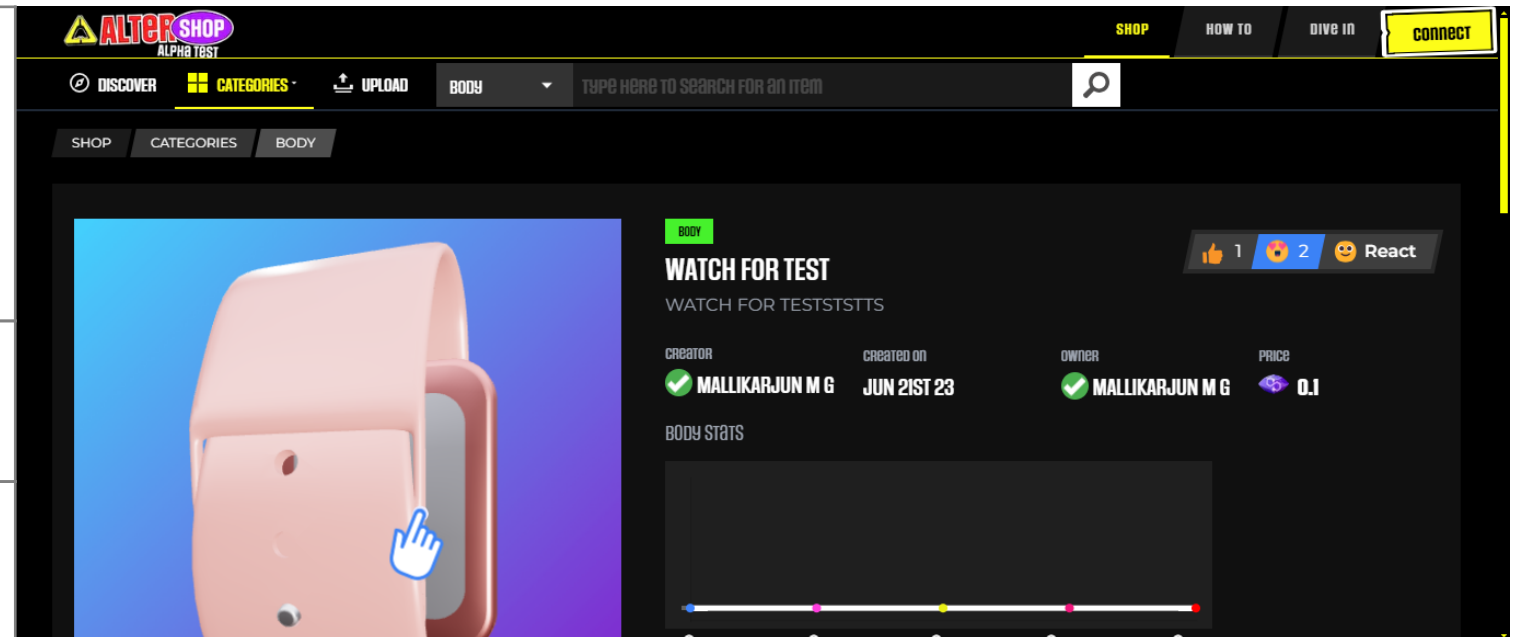 ALTER SHOP
ALPHA TEST
SHOP HOW TO DIVE IN CONNECT
DISCOVER CATEGORIES UPLOAD BODY TYPE HERE TO SEARCH FOR AN ITEM
SHOP CATEGORIES BODY
BODY
WATCH FOR TEST
1 2 React
WATCH FOR TESTSTSTTS
CREATOR CREATED ON OWNER PRICE
MALLIKARJUN M G JUN 21ST 23 MALLIKARJUN M G 0.1
BODY STATS